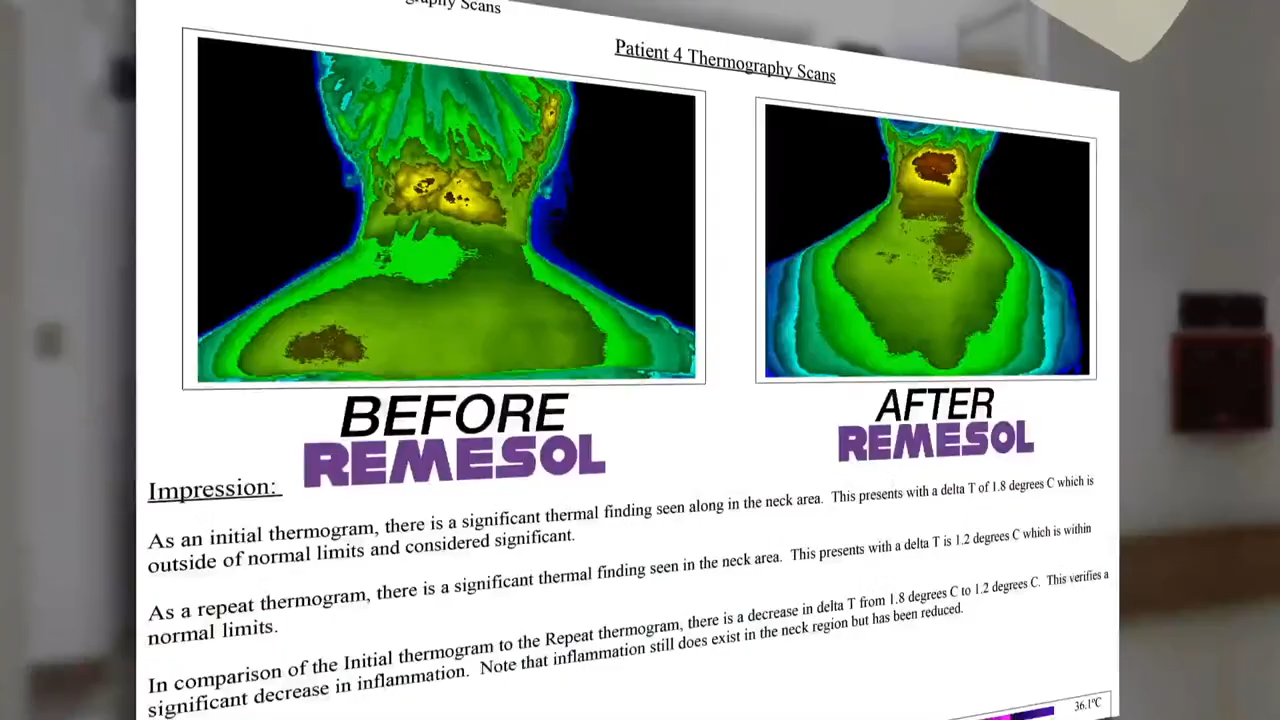 Scans
Patient 4 Thermography Scans
BEFORE
REMESOL
AFTER
REMESOL
Impression:
As an initial thermogram, there is a significant thermal finding seen along in the neck area. This presents with a delta T of 1.8 degrees C which is
outside of normal limits and considered significant.
As a repeat thermogram, there is a significant thermal finding seen in the neck area. This presents with a delta T is 1.2 degrees C which is within
normal limits.
In comparison of the Initial thermogram to the Repeat thermogram, there is a decrease in delta T from 1.8 degrees C to 1.2 degrees C. This verifies a
significant decrease in inflammation. Note that inflammation still does exist in the neck region but has been reduced.
36.1°C